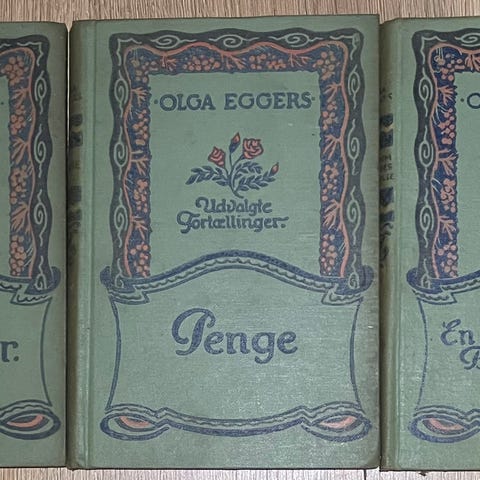 r.
·OLGA EGGERS·
Udvalgte
Fortællinger.
Penge
En